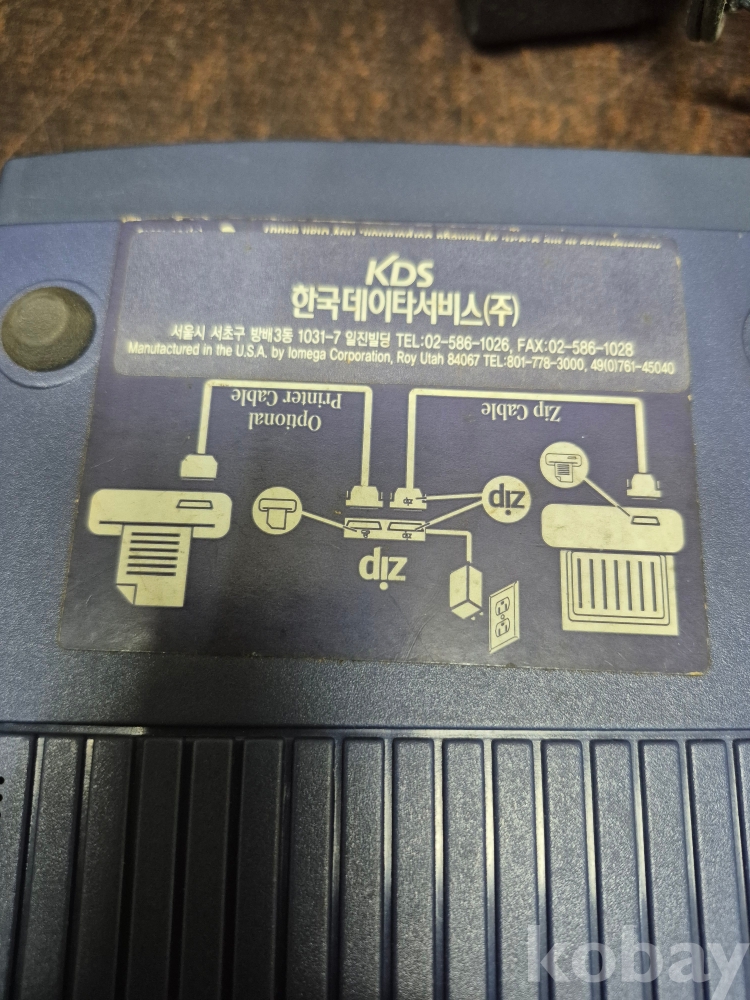 KDS
한국데이타서비스(주)
서울시 서초구 방배3동 1031-7 일진빌딩 TEL:02-586-1026, FAX:02-586-1028
Manufactured in the U.S.A. by Iomega Corporation, Roy Utah 84067 TEL:801-778-3000, 49(0)761-45040
Optional
Printer Cable
Zip Cable
zip
zip
zip
zip
kobay